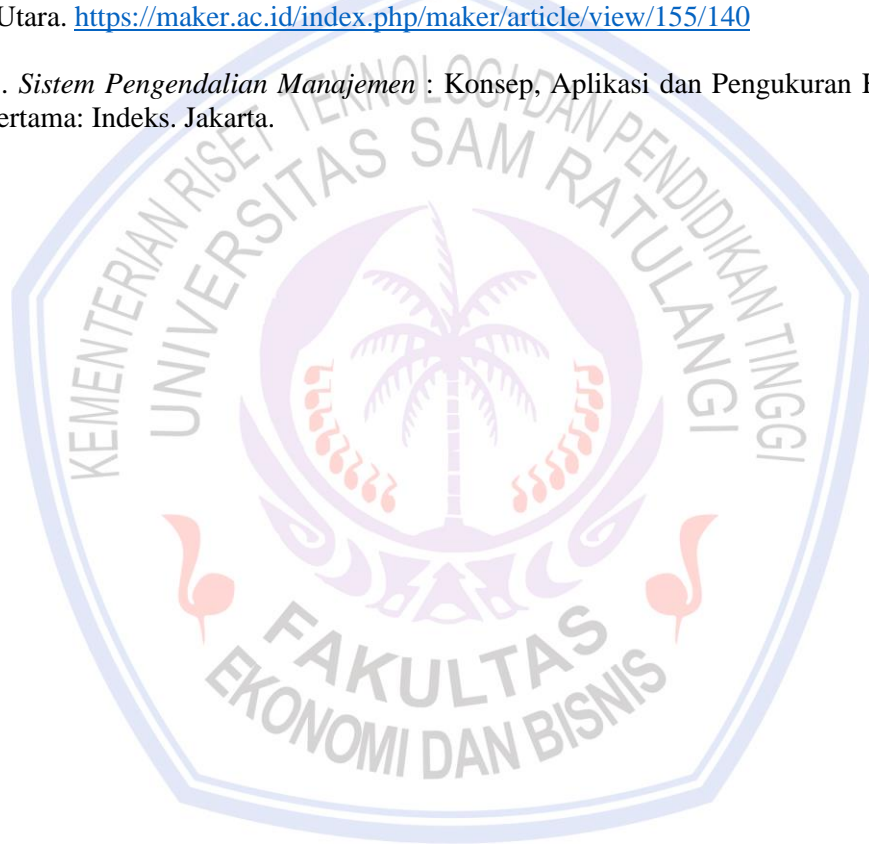 Utara. https://maker.ac.id/index.php/maker/article/view/155/140
. Sistem Pengendalian Manajemen : Konsep, Aplikasi dan Pengukuran
ertama: Indeks. Jakarta.
KEMENTERIAN RISET TEKNOLOGI DAN PENDIDIKAN TINGGI
UNIVERSITAS SAM RATULANGI
FAKULTAS
EKONOMI DAN BISNIS